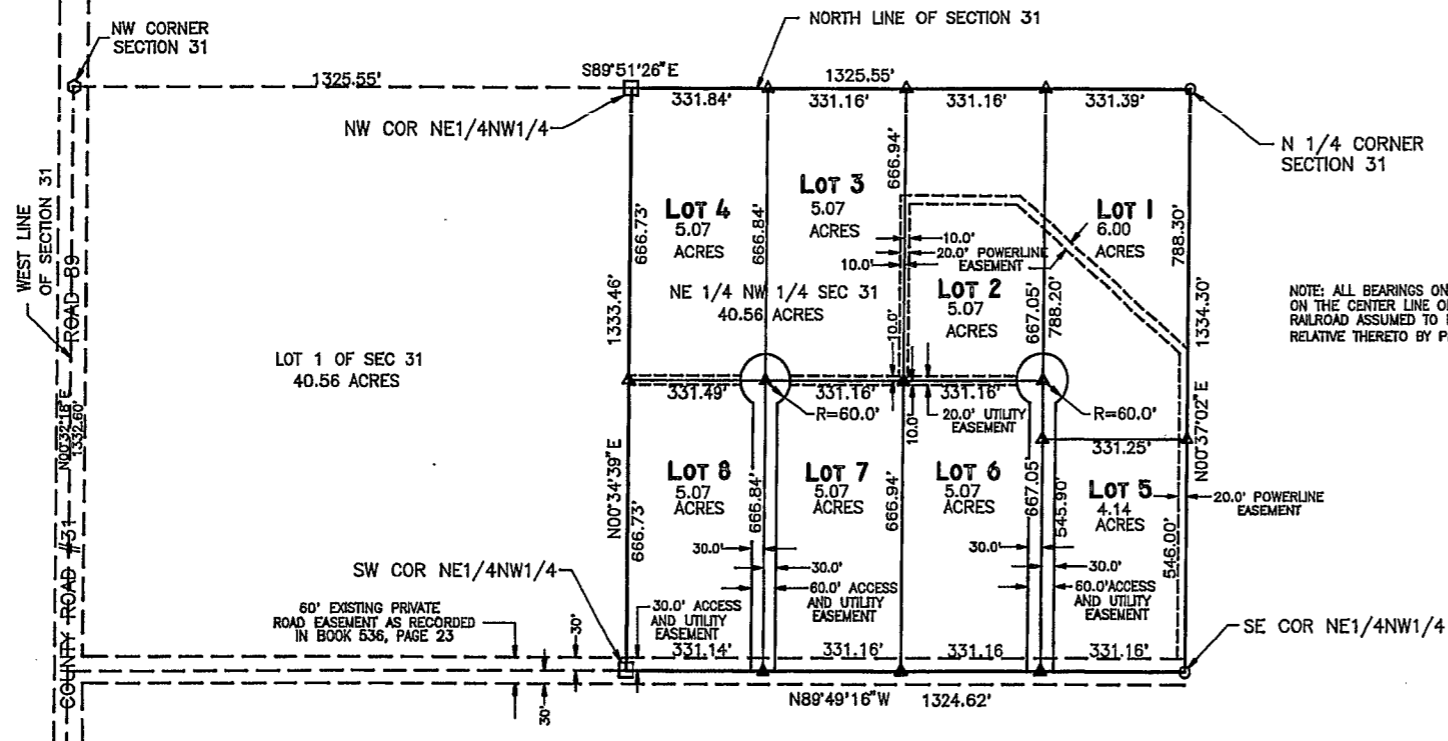 NW CORNER
SECTION 31
NORTH LINE OF SECTION 31
1325.55'
S89°51'26"E
1325.55'
331.84'
331.16'
331.16'
331.39'
NW COR NE1/4NW1/4
N 1/4 CORNER
SECTION 31
WEST LINE
OF SECTION 31
LOT 4
5.07
ACRES
LOT 3
5.07
ACRES
LOT 1
6.00
ACRES
666.73'
666.84'
666.94'
788.30'
10.0'
20.0' POWERLINE
EASEMENT
10.0'
NE 1/4 NW 1/4 SEC 31
40.56 ACRES
LOT 2
5.07
ACRES
667.05'
788.20'
1333.46'
1334.30'
10.0'
NOTE: ALL BEARINGS ON
ON THE CENTER LINE O
RAILROAD ASSUMED TO
RELATIVE THERETO BY P
LOT 1 OF SEC 31
40.56 ACRES
N00°32'18"E
1332.60'
COUNTY ROAD #31
ROAD 89
331.49'
331.16'
331.16'
R=60.0'
10.0'
20.0' UTILITY
EASEMENT
R=60.0'
331.25'
N00°34'39"E
N00°37'02"E
LOT 8
5.07
ACRES
LOT 7
5.07
ACRES
LOT 6
5.07
ACRES
LOT 5
4.14
ACRES
666.73'
666.84'
666.94'
667.05'
545.90'
546.00'
20.0' POWERLINE
EASEMENT
30.0'
30.0'
60.0' ACCESS
AND UTILITY
EASEMENT
30.0'
30.0'
60.0'ACCESS
AND UTILITY
EASEMENT
SW COR NE1/4NW1/4
60' EXISTING PRIVATE
ROAD EASEMENT AS RECORDED
IN BOOK 536, PAGE 23
30'
30'
30.0' ACCESS
AND UTILITY
EASEMENT
331.14'
331.16'
331.16
331.16'
SE COR NE1/4NW1/4
N89°49'16"W 1324.62'